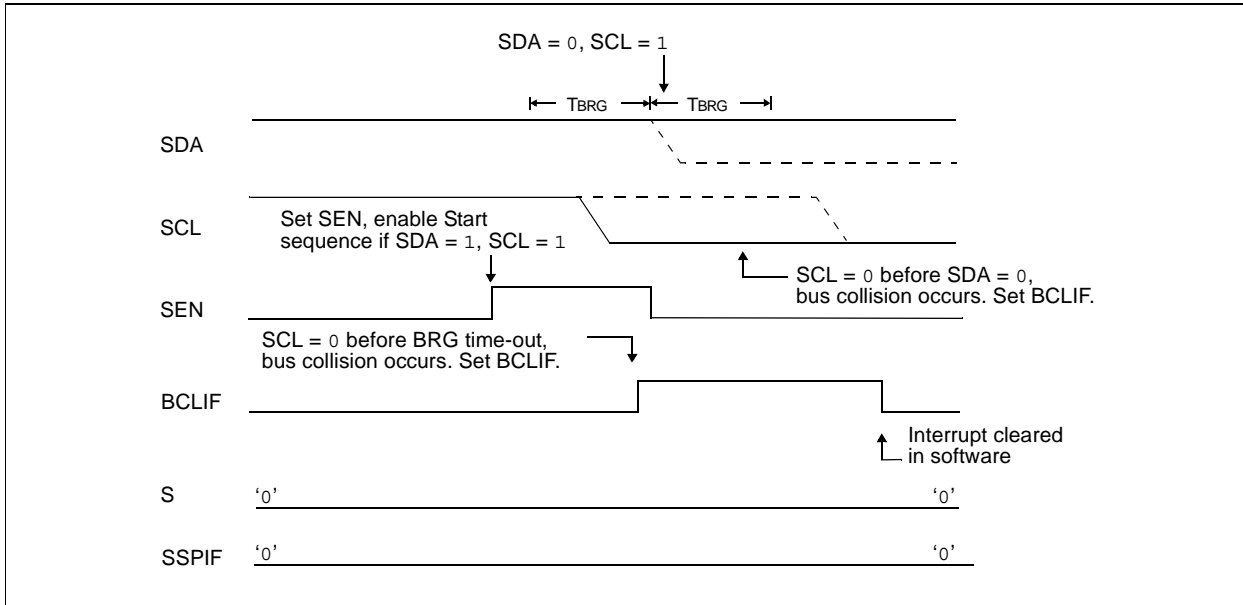 SDA = 0, SCL = 1
TBRG TBRG
SDA
SCL
Set SEN, enable Start
sequence if SDA = 1, SCL = 1
SCL = 0 before SDA = 0,
bus collision occurs. Set BCLIF.
SEN
SCL = 0 before BRG time-out,
bus collision occurs. Set BCLIF.
BCLIF
Interrupt cleared
in software
S
‘0’ ‘0’
SSPIF
‘0’ ‘0’